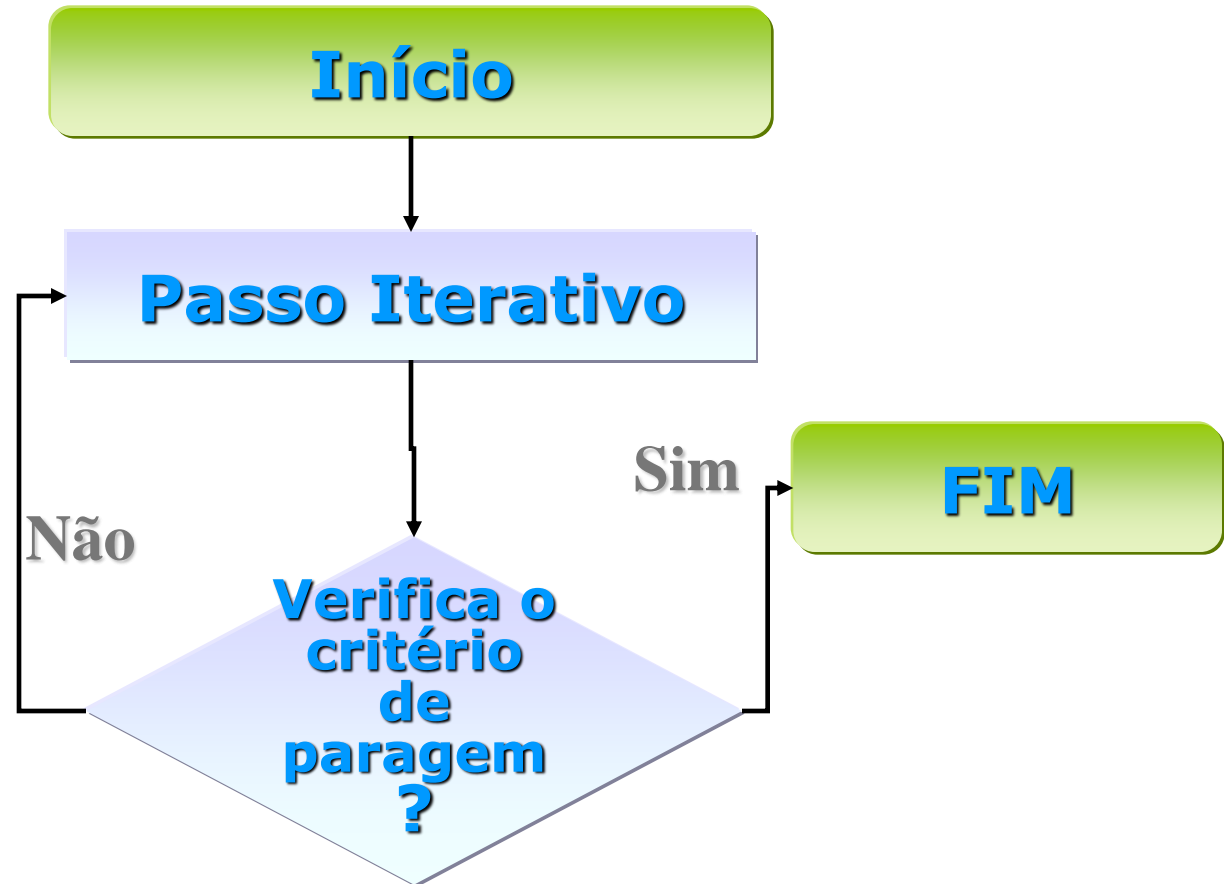 Início
Passo Iterativo
Sim
FIM
Não
Verifica o
critério
de
paragem
?